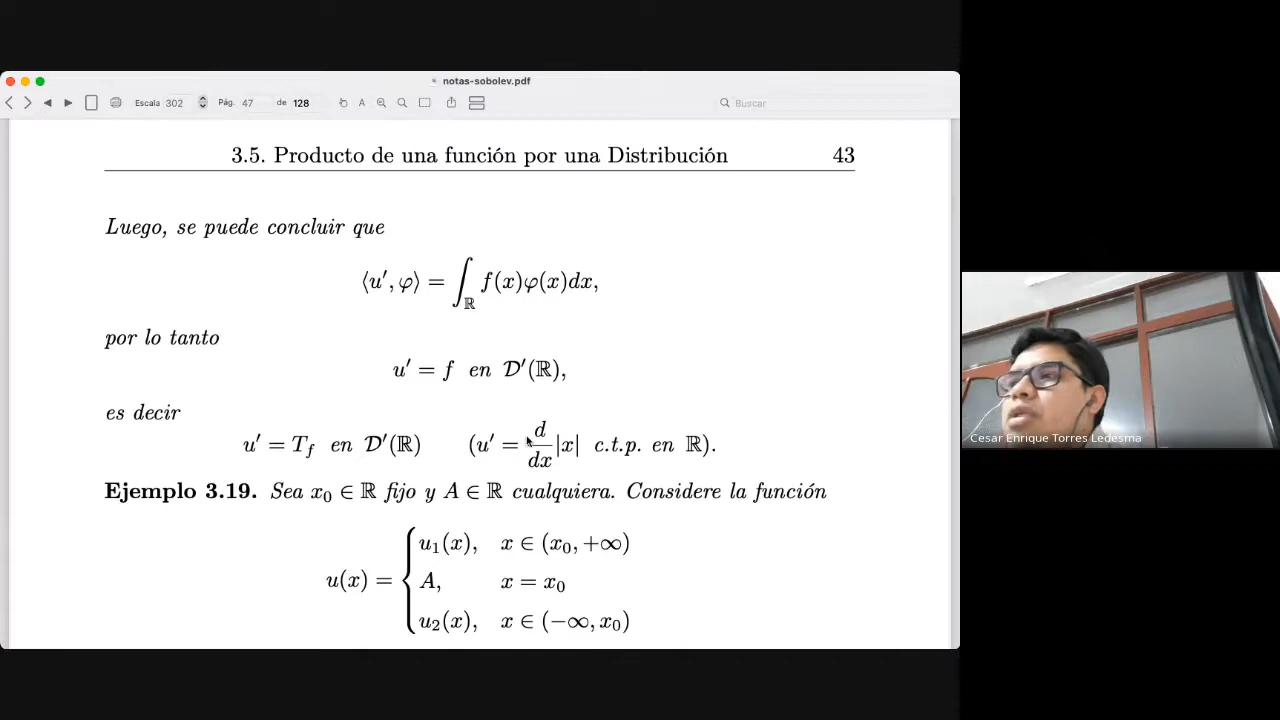 notas-sobolev.pdf
Escala 302 Pág. 47 de 128 A Buscar
3.5. Producto de una función por una Distribución 43
Luego, se puede concluir que
⟨u′, φ⟩ = ∫_ℝ f(x)φ(x)dx,
por lo tanto
u′ = f en 𝒟′(ℝ),
es decir
u′ = T_f en 𝒟′(ℝ) (u′ = d/dx |x| c.t.p. en ℝ).
Ejemplo 3.19. Sea x₀ ∈ ℝ fijo y A ∈ ℝ cualquiera. Considere la función
u(x) = { u₁(x), x ∈ (x₀, +∞)
A, x = x₀
u₂(x), x ∈ (−∞, x₀)
Cesar Enrique Torres Ledesma